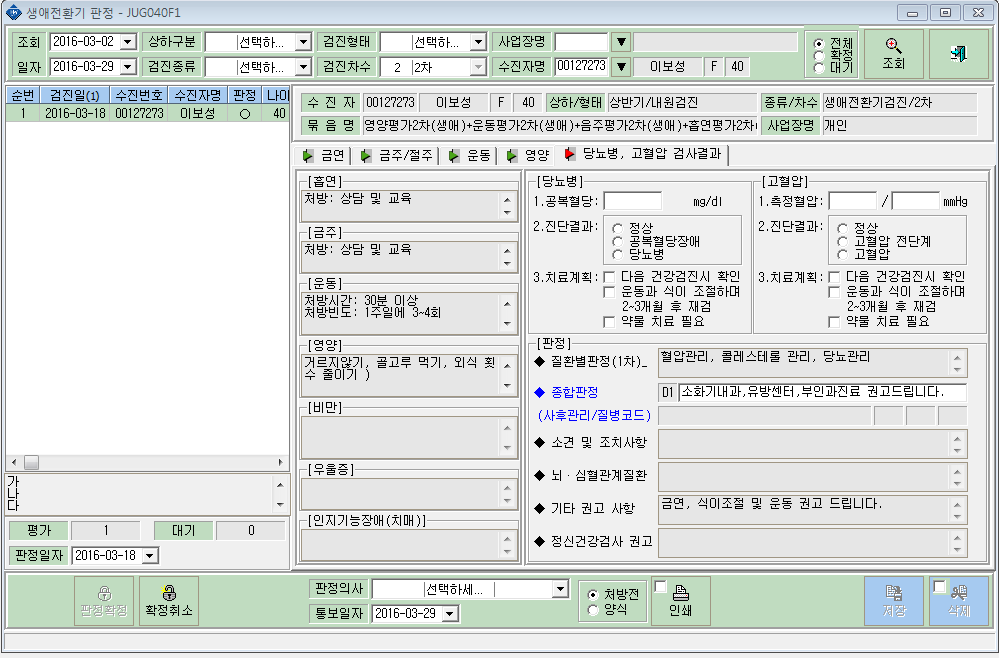 생애전환기 판정 - JUG040F1
조회 2016-03-02 상하구분 선택하... 검진형태 선택하... 사업장명
일자 2016-03-29 검진종류 선택하... 검진차수 2 2차 수진자명 00127273 이보성 F 40
전체
확정
대기
조회
순번 검진일(1) 수진번호 수진자명 판정 나이
1 2016-03-18 00127273 이보성 ○ 40
수 진 자 00127273 이보성 F 40 상하/형태 상반기/내원검진 종류/차수 생애전환기검진/2차
묶 음 명 영양평가2차(생애)+운동평가2차(생애)+음주평가2차(생애)+흡연평가2차( 사업장명 개인
금연 금주/절주 운동 영양 당뇨병, 고혈압 검사결과
[흡연]
처방: 상담 및 교육
[금주]
처방: 상담 및 교육
[운동]
처방시간: 30분 이상
처방빈도: 1주일에 3~4회
[영양]
거르지않기, 골고루 먹기, 외식 횟
수 줄이기 )
[비만]
[우울증]
[인지기능장애(치매)]
[당뇨병]
1.공복혈당: mg/dl
2.진단결과: 정상
공복혈당장애
당뇨병
3.치료계획: 다음 건강검진시 확인
운동과 식이 조절하며
2~3개월 후 재검
약물 치료 필요
[고혈압]
1.측정혈압: / mmHg
2.진단결과: 정상
고혈압 전단계
고혈압
3.치료계획: 다음 건강검진시 확인
운동과 식이 조절하며
2~3개월 후 재검
약물 치료 필요
[판정]
◆ 질환별판정(1차)_ 혈압관리, 콜레스테롤 관리, 당뇨관리
◆ 종합판정 D1 소화기내과,유방센터,부인과진료 권고드립니다.
(사후관리/질병코드)
◆ 소견 및 조치사항
◆ 뇌·심혈관계질환
◆ 기타 권고 사항 금연, 식이조절 및 운동 권고 드립니다.
◆ 정신건강검사 권고
가
나
다
평가 1 대기 0
판정일자 2016-03-18
판정확정
확정취소
판정의사 선택하세...
통보일자 2016-03-29
처방전
양식
인쇄
저장
삭제